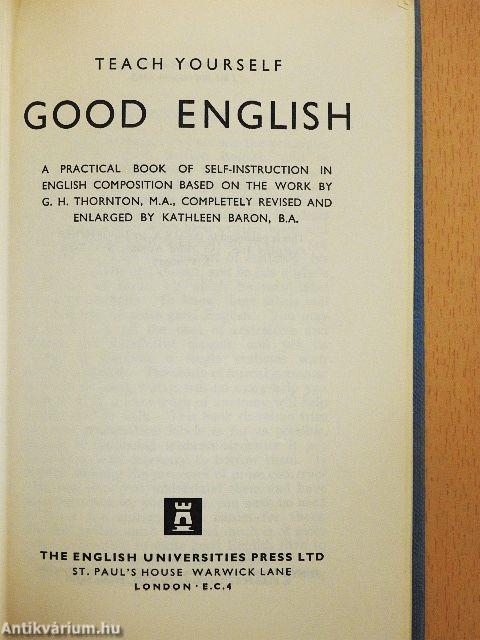 TEACH YOURSELF
GOOD ENGLISH
A PRACTICAL BOOK OF SELF-INSTRUCTION IN
ENGLISH COMPOSITION BASED ON THE WORK BY
G. H. THORNTON, M.A., COMPLETELY REVISED AND
ENLARGED BY KATHLEEN BARON, B.A.
THE ENGLISH UNIVERSITIES PRESS LTD
ST. PAUL'S HOUSE WARWICK LANE
LONDON · E.C.4
Antikvárium.hu